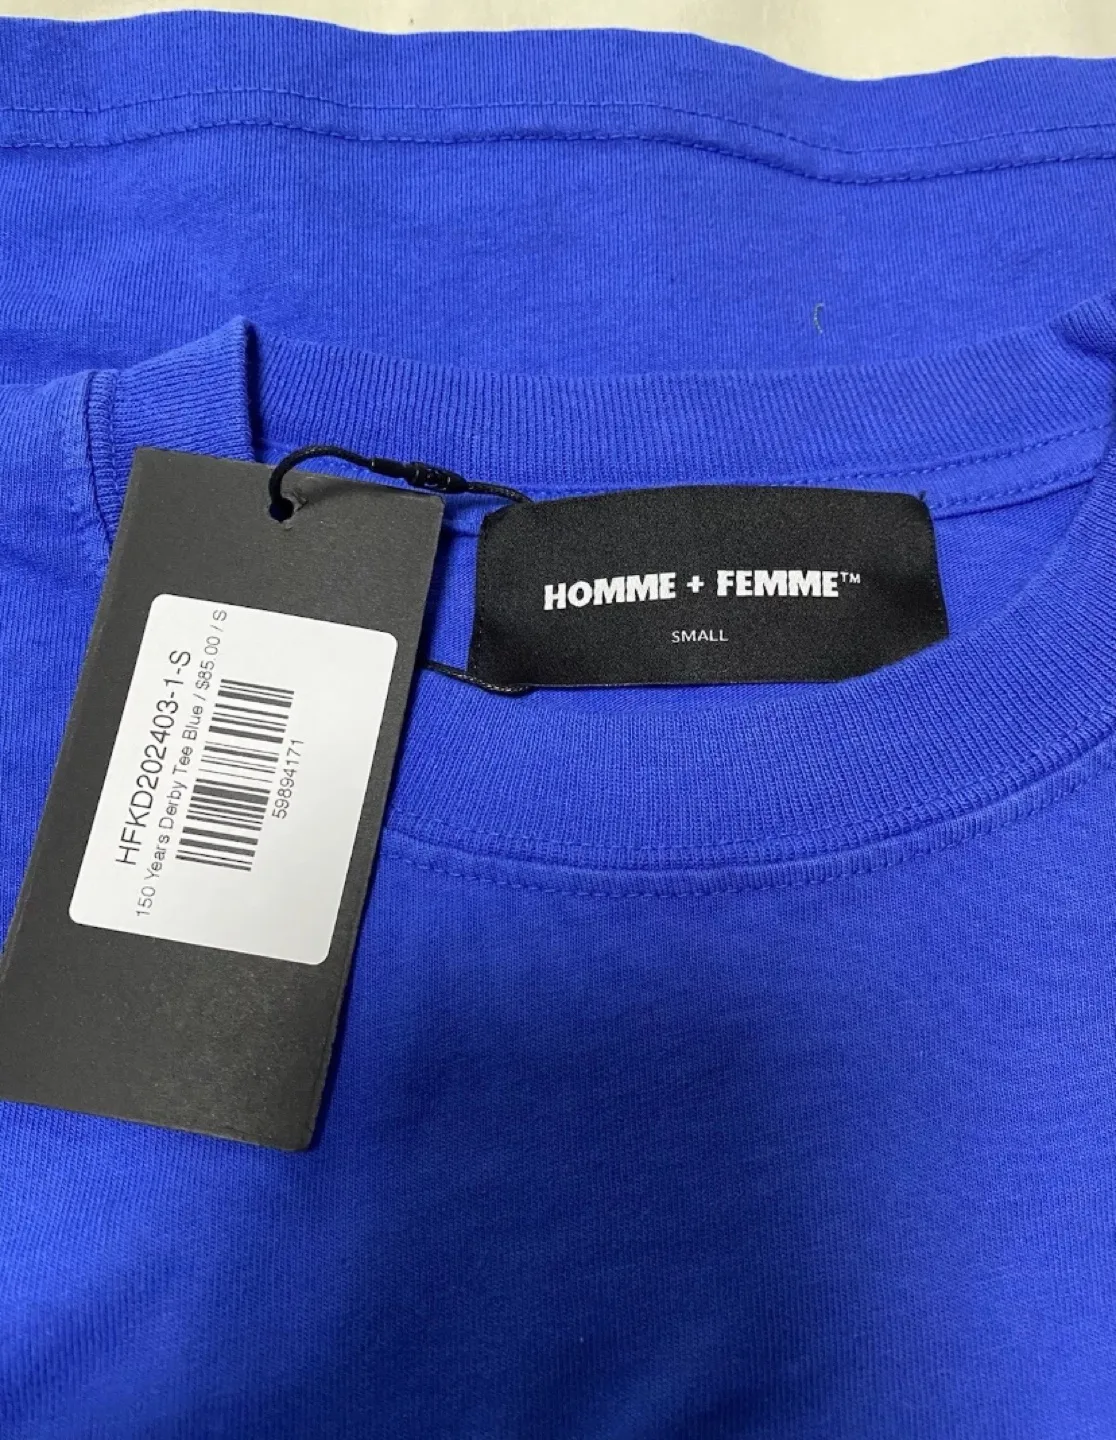 HOMME + FEMME™
SMALL
HFKD202403-1-S
150 Years Derby Tee Blue / $85.00 / S
59894171